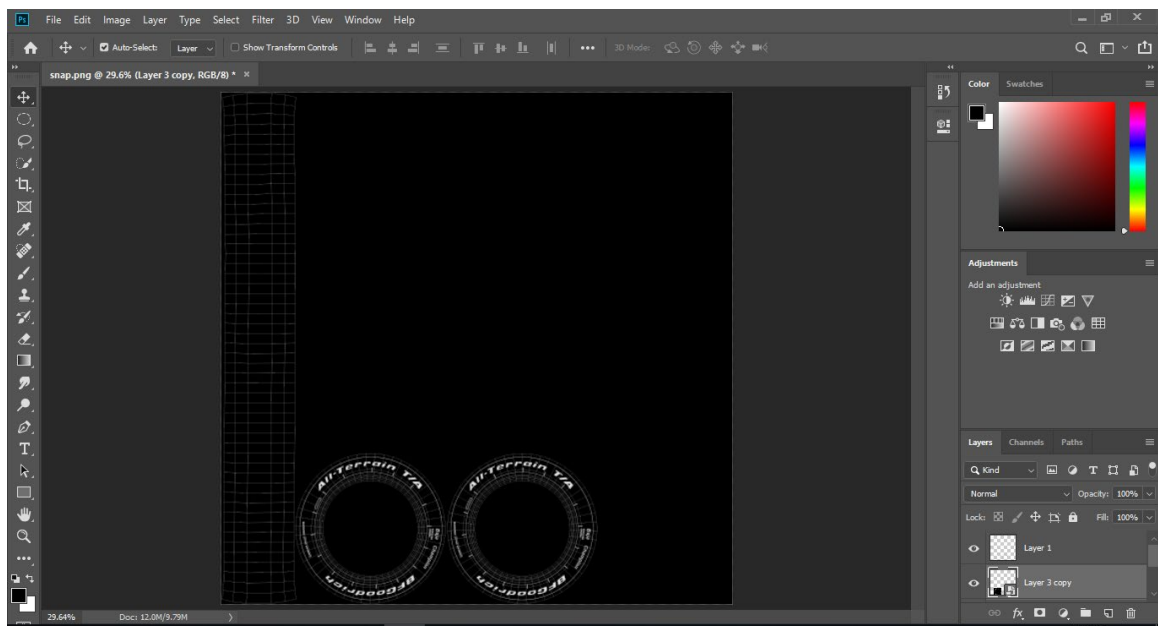 Ps File Edit Image Layer Type Select Filter 3D View Window Help
Auto-Select: Layer Show Transform Controls 3D Mode:
snap.png @ 29.6% (Layer 3 copy, RGB/8) * ×
Color Swatches
Adjustments
Add an adjustment
All-Terrain T/A
BFGoodrich
All-Terrain T/A
BFGoodrich
Layers Channels Paths
Kind
Normal Opacity: 100%
Lock: Fill: 100%
Layer 1
Layer 3 copy
fx
29.64% Doc: 12.0M/9.79M